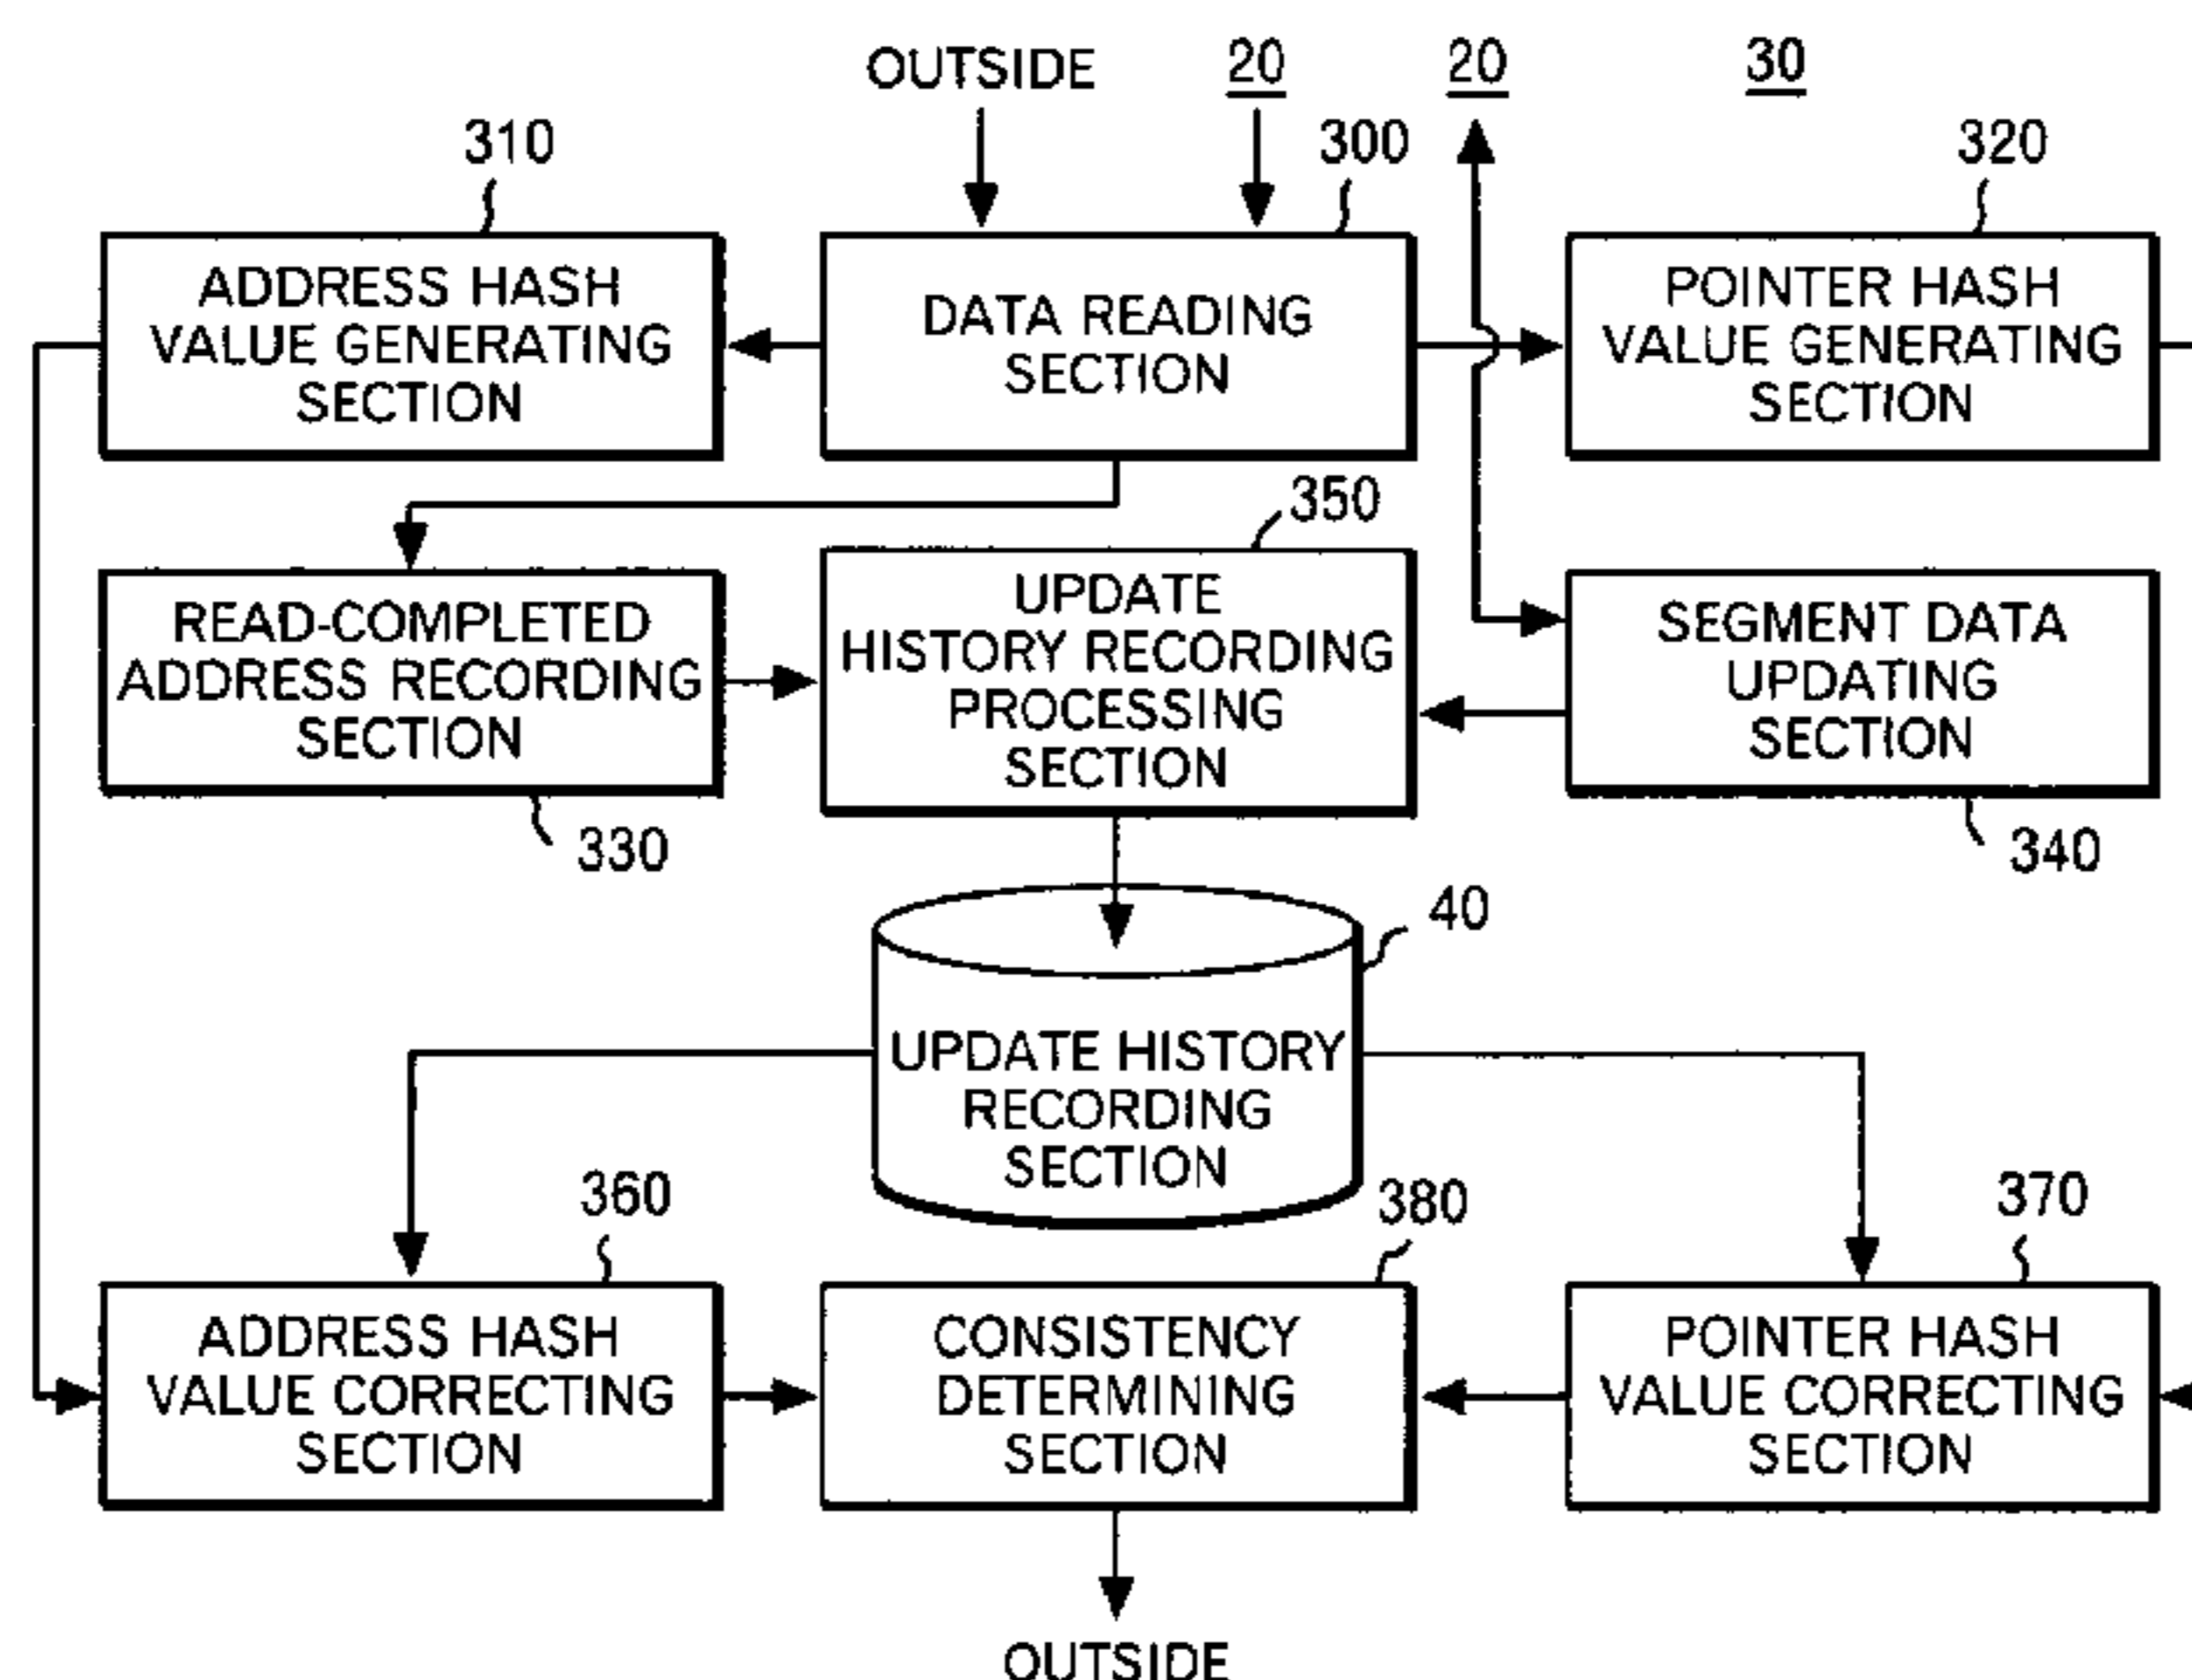 OUTSIDE
20
20
30
310
300
320
ADDRESS HASH
VALUE GENERATING
SECTION
DATA READING
SECTION
POINTER HASH
VALUE GENERATING
SECTION
350
READ-COMPLETED
ADDRESS RECORDING
SECTION
UPDATE
HISTORY RECORDING
PROCESSING
SECTION
SEGMENT DATA
UPDATING
SECTION
330
340
40
UPDATE HISTORY
RECORDING
SECTION
360
380
370
ADDRESS HASH
VALUE CORRECTING
SECTION
CONSISTENCY
DETERMINING
SECTION
POINTER HASH
VALUE CORRECTING
SECTION
OUTSIDE